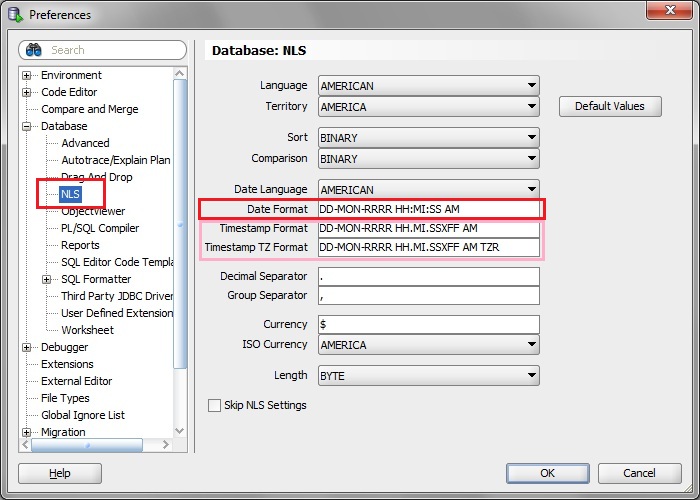 Preferences
Search
Environment
Code Editor
Compare and Merge
Database
Advanced
Autotrace/Explain Plan
Drag And Drop
NLS
ObjectViewer
PL/SQL Compiler
Reports
SQL Editor Code Templa
SQL Formatter
Third Party JDBC Driver
User Defined Extension
Worksheet
Debugger
Extensions
External Editor
File Types
Global Ignore List
Migration
Help
Database: NLS
Language AMERICAN
Territory AMERICA Default Values
Sort BINARY
Comparison BINARY
Date Language AMERICAN
Date Format DD-MON-RRRR HH:MI:SS AM
Timestamp Format DD-MON-RRRR HH.MI.SSXFF AM
Timestamp TZ Format DD-MON-RRRR HH.MI.SSXFF AM TZR
Decimal Separator .
Group Separator ,
Currency $
ISO Currency AMERICA
Length BYTE
Skip NLS Settings
OK Cancel